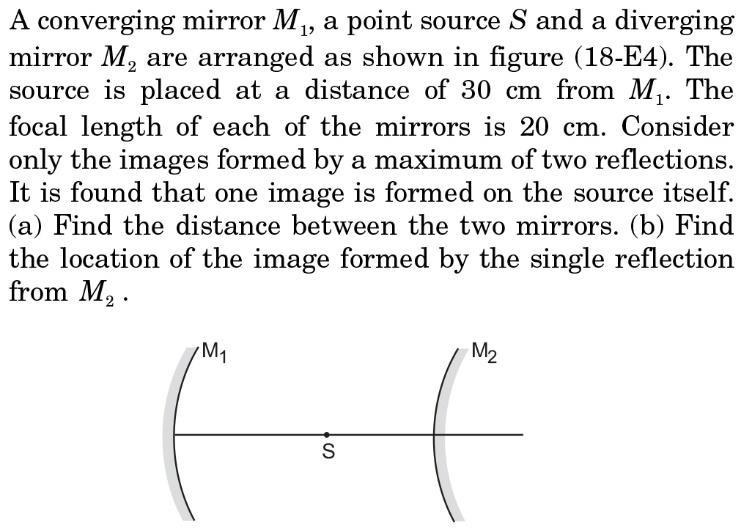 A converging mirror M₁, a point source S and a diverging
mirror M₂ are arranged as shown in figure (18-E4). The
source is placed at a distance of 30 cm from M₁. The
focal length of each of the mirrors is 20 cm. Consider
only the images formed by a maximum of two reflections.
It is found that one image is formed on the source itself.
(a) Find the distance between the two mirrors. (b) Find
the location of the image formed by the single reflection
from M₂ .
M₁
M₂
S